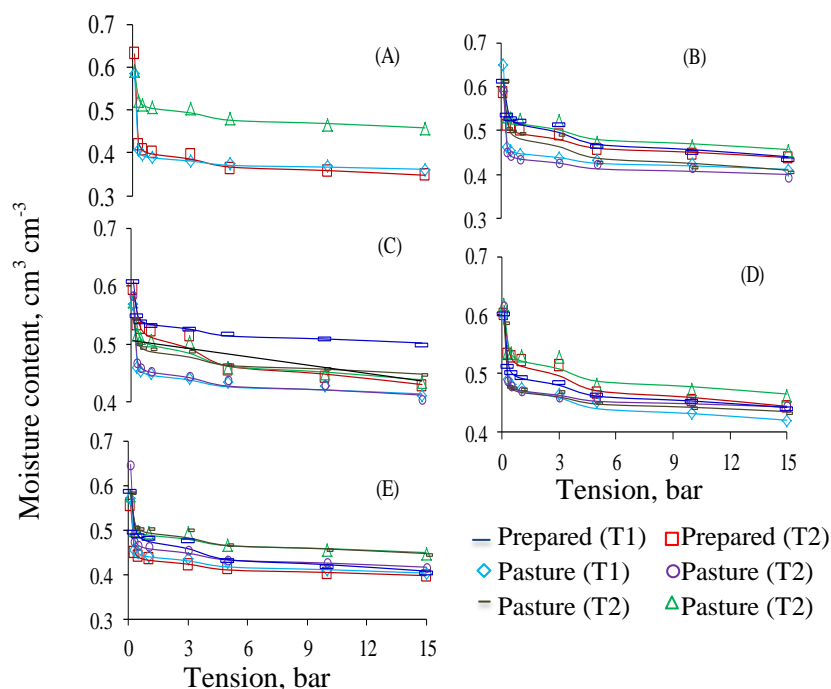 0.7
0.6
0.5
0.4
0.3
(A)
0.7
0.6
0.5
0.4
0.3
(B)
0.7
0.6
0.5
0.4
(C)
0.7
0.6
0.5
0.4
(D)
0 3 6 9 12 15
Tension, bar
0.7
0.6
0.5
0.4
0.3
(E)
0 3 6 9 12 15
Tension, bar
Moisture content, cm³ cm⁻³
Prepared (T1) Prepared (T2)
Pasture (T1) Pasture (T2)
Pasture (T2) Pasture (T2)